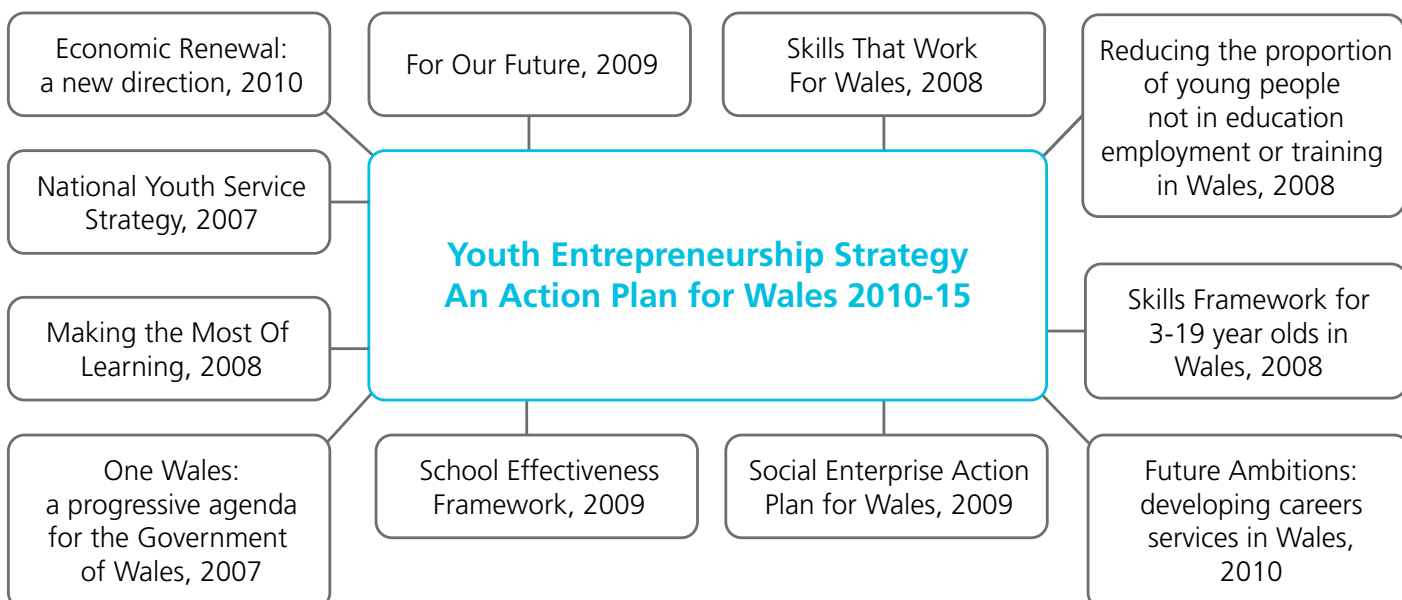 Economic Renewal:
a new direction, 2010
For Our Future, 2009
Skills That Work
For Wales, 2008
Reducing the proportion
of young people
not in education
employment or training
in Wales, 2008
National Youth Service
Strategy, 2007
Youth Entrepreneurship Strategy
An Action Plan for Wales 2010-15
Making the Most Of
Learning, 2008
Skills Framework for
3-19 year olds in
Wales, 2008
One Wales:
a progressive agenda
for the Government
of Wales, 2007
School Effectiveness
Framework, 2009
Social Enterprise Action
Plan for Wales, 2009
Future Ambitions:
developing careers
services in Wales,
2010